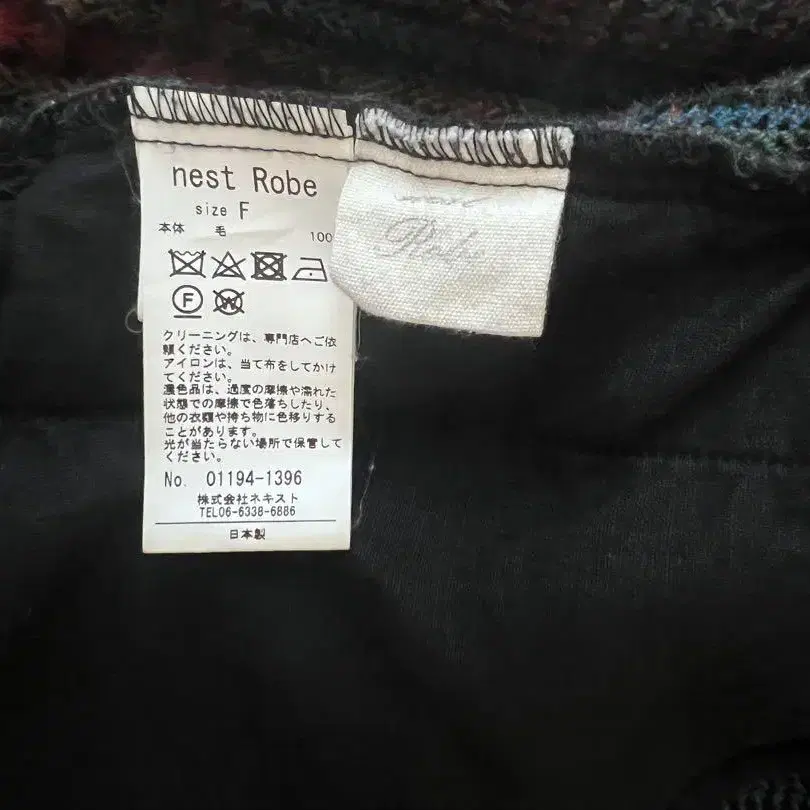 nest Robe
size F
本体 毛 100
F
W
クリーニングは、専門店へご依
頼ください。
アイロンは、当て布をしてかけ
てください。
濃色品は、過度の摩擦や濡れた
状態での摩擦で色落ちしたり、
他の衣類や持ち物に色移りする
ことがあります。
光が当たらない場所で保管して
ください。
No. 01194-1396
株式会社ネキスト
TEL06-6338-6886
日本製
Robe